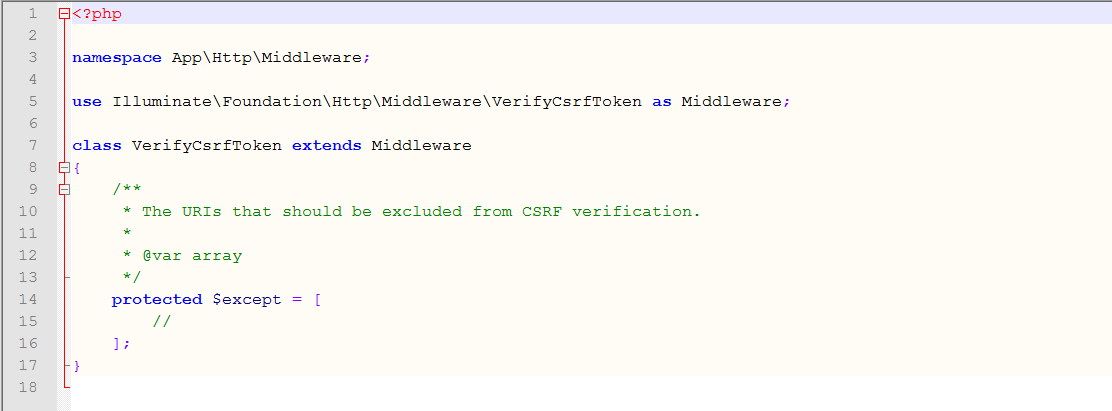 1 <?php
2
3 namespace App\Http\Middleware;
4
5 use Illuminate\Foundation\Http\Middleware\VerifyCsrfToken as Middleware;
6
7 class VerifyCsrfToken extends Middleware
8 {
9     /**
10      * The URIs that should be excluded from CSRF verification.
11      *
12      * @var array
13      */
14     protected $except = [
15         //
16     ];
17 }
18